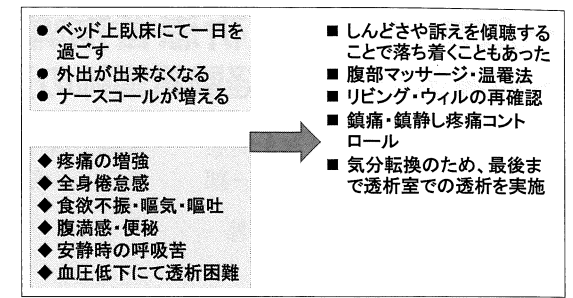 ● ベッド上臥床にて一日を
過ごす
● 外出が出来なくなる
● ナースコールが増える
◆ 疼痛の増強
◆ 全身倦怠感
◆ 食欲不振・嘔気・嘔吐
◆ 腹満感・便秘
◆ 安静時の呼吸苦
◆ 血圧低下にて透析困難
■ しんどさや訴えを傾聴する
ことで落ち着くこともあった
■ 腹部マッサージ・温罨法
■ リビング・ウィルの再確認
■ 鎮痛・鎮静し疼痛コント
ロール
■ 気分転換のため、最後ま
で透析室での透析を実施